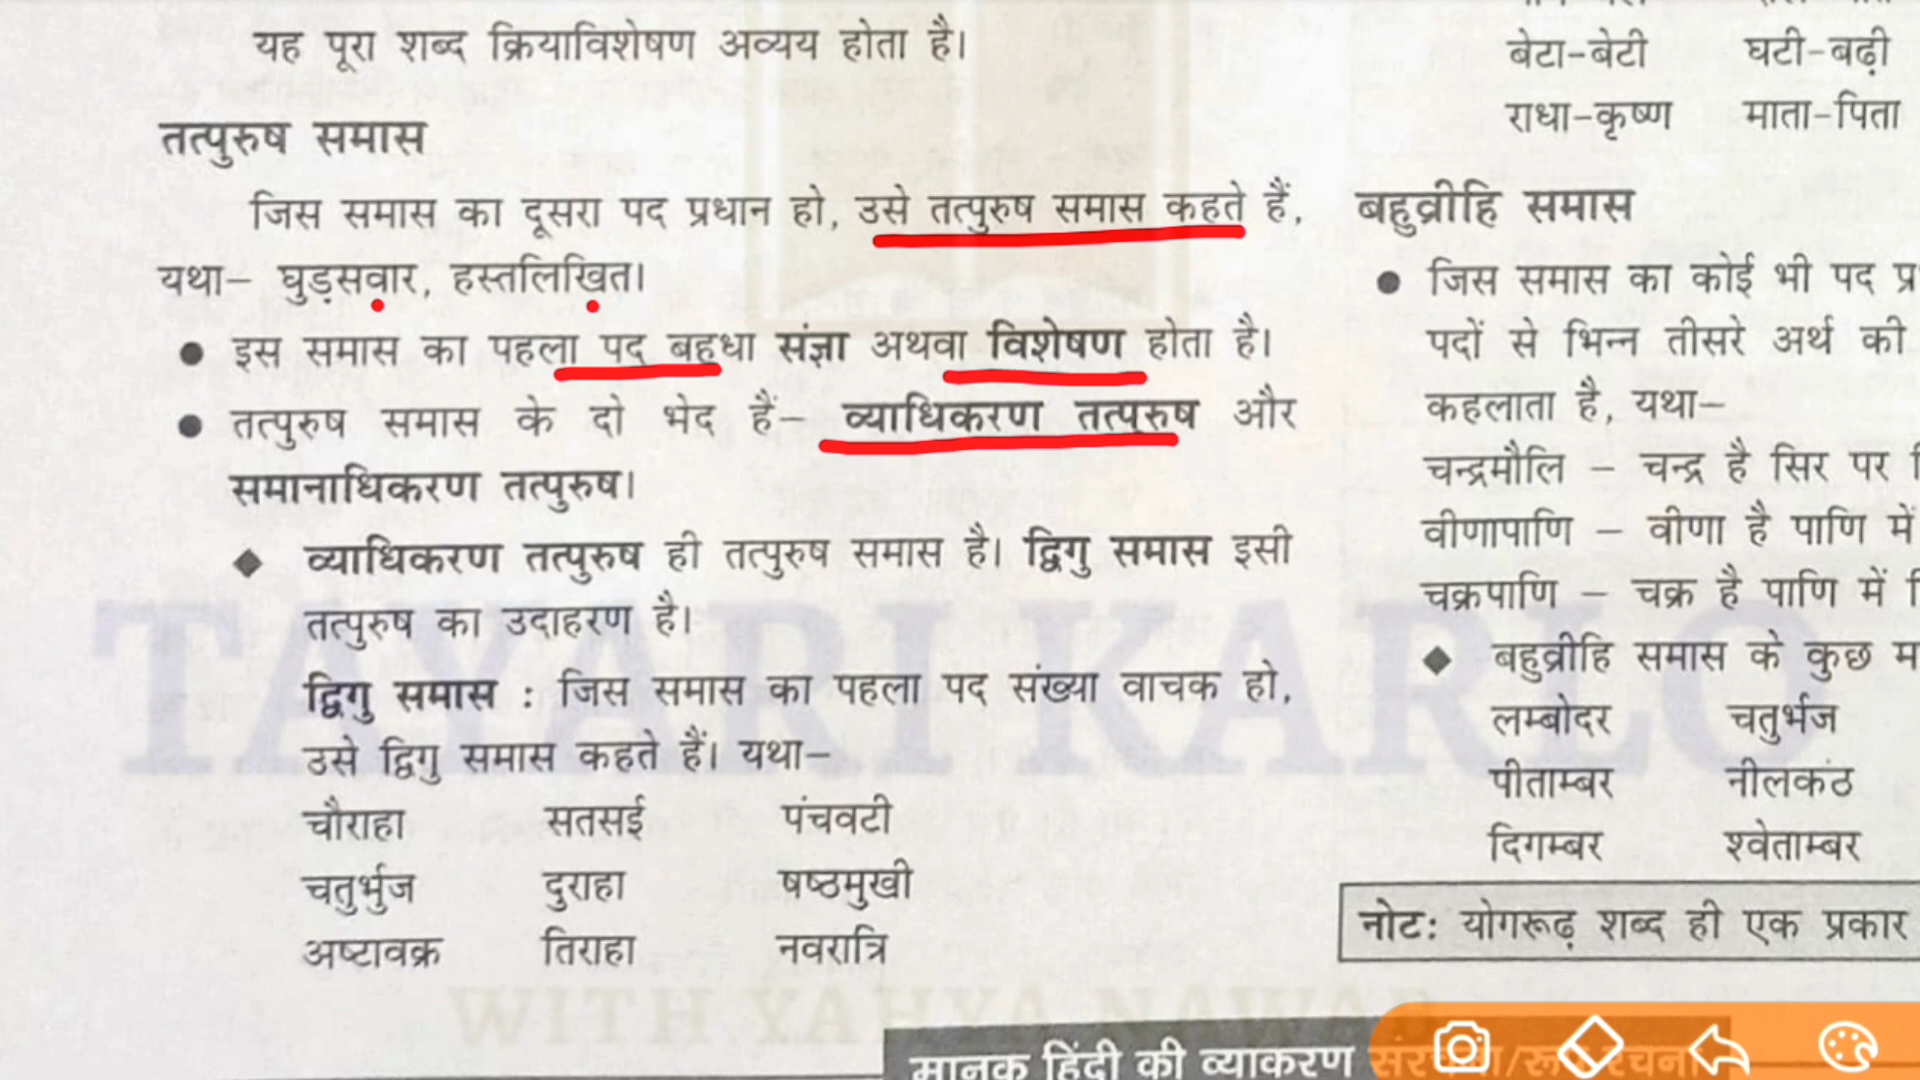 यह पूरा शब्द क्रियाविशेषण अव्यय होता है।
तत्पुरुष समास
जिस समास का दूसरा पद प्रधान हो, उसे तत्पुरुष समास कहते हैं,
यथा– घुड़सवार, हस्तलिखित।
● इस समास का पहला पद बहुधा संज्ञा अथवा विशेषण होता है।
● तत्पुरुष समास के दो भेद हैं– व्याधिकरण तत्पुरुष और
समानाधिकरण तत्पुरुष।
◆ व्याधिकरण तत्पुरुष ही तत्पुरुष समास है। द्विगु समास इसी
तत्पुरुष का उदाहरण है।
द्विगु समास : जिस समास का पहला पद संख्या वाचक हो,
उसे द्विगु समास कहते हैं। यथा–
चौराहा सतसई पंचवटी
चतुर्भुज दुराहा षष्ठमुखी
अष्टावक्र तिराहा नवरात्रि
बेटा-बेटी घटी-बढ़ी
राधा-कृष्ण माता-पिता
बहुव्रीहि समास
● जिस समास का कोई भी पद
पदों से भिन्न तीसरे अर्थ की
कहलाता है, यथा–
चन्द्रमौलि – चन्द्र है सिर पर
वीणापाणि – वीणा है पाणि में
चक्रपाणि – चक्र है पाणि में
◆ बहुव्रीहि समास के कुछ
लम्बोदर चतुर्भज
पीताम्बर नीलकंठ
दिगम्बर श्वेताम्बर
नोट: योगरूढ़ शब्द ही एक प्रकार
TAYARI KARLO
WITH YAHYA NAWAB
मानक हिंदी की व्याकरण